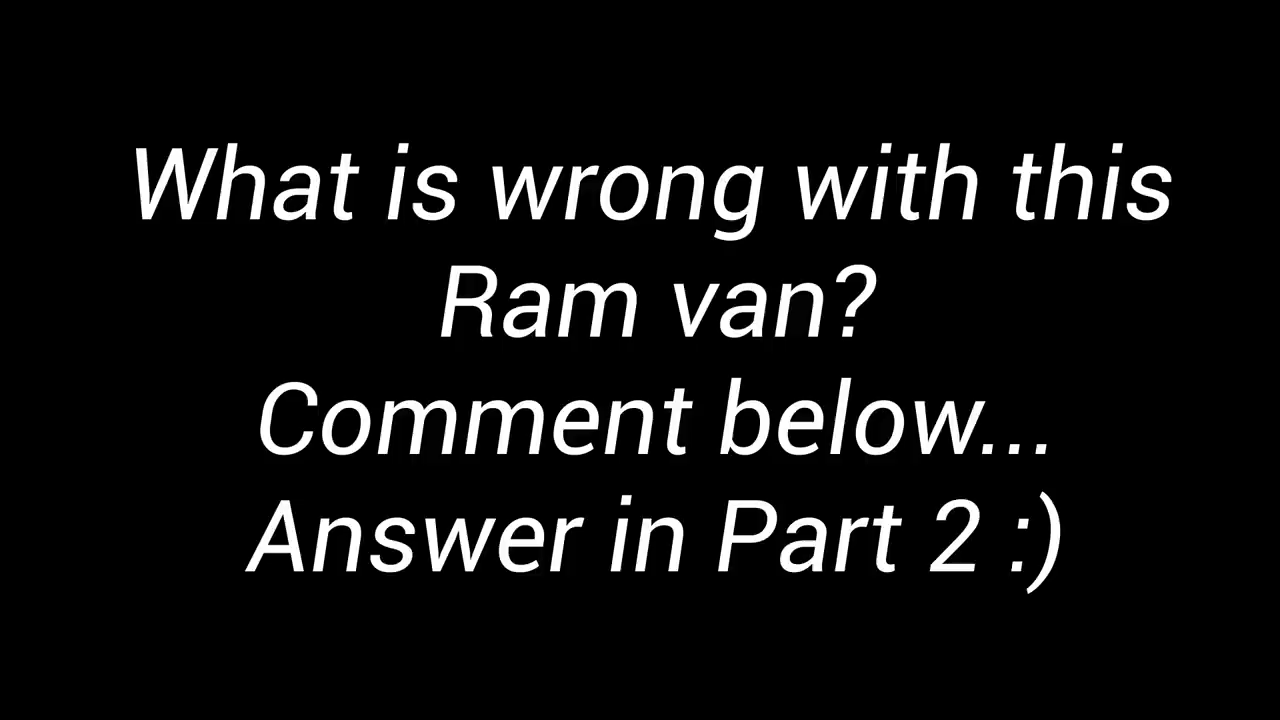 What is wrong with this
Ram van?
Comment below...
Answer in Part 2 :)